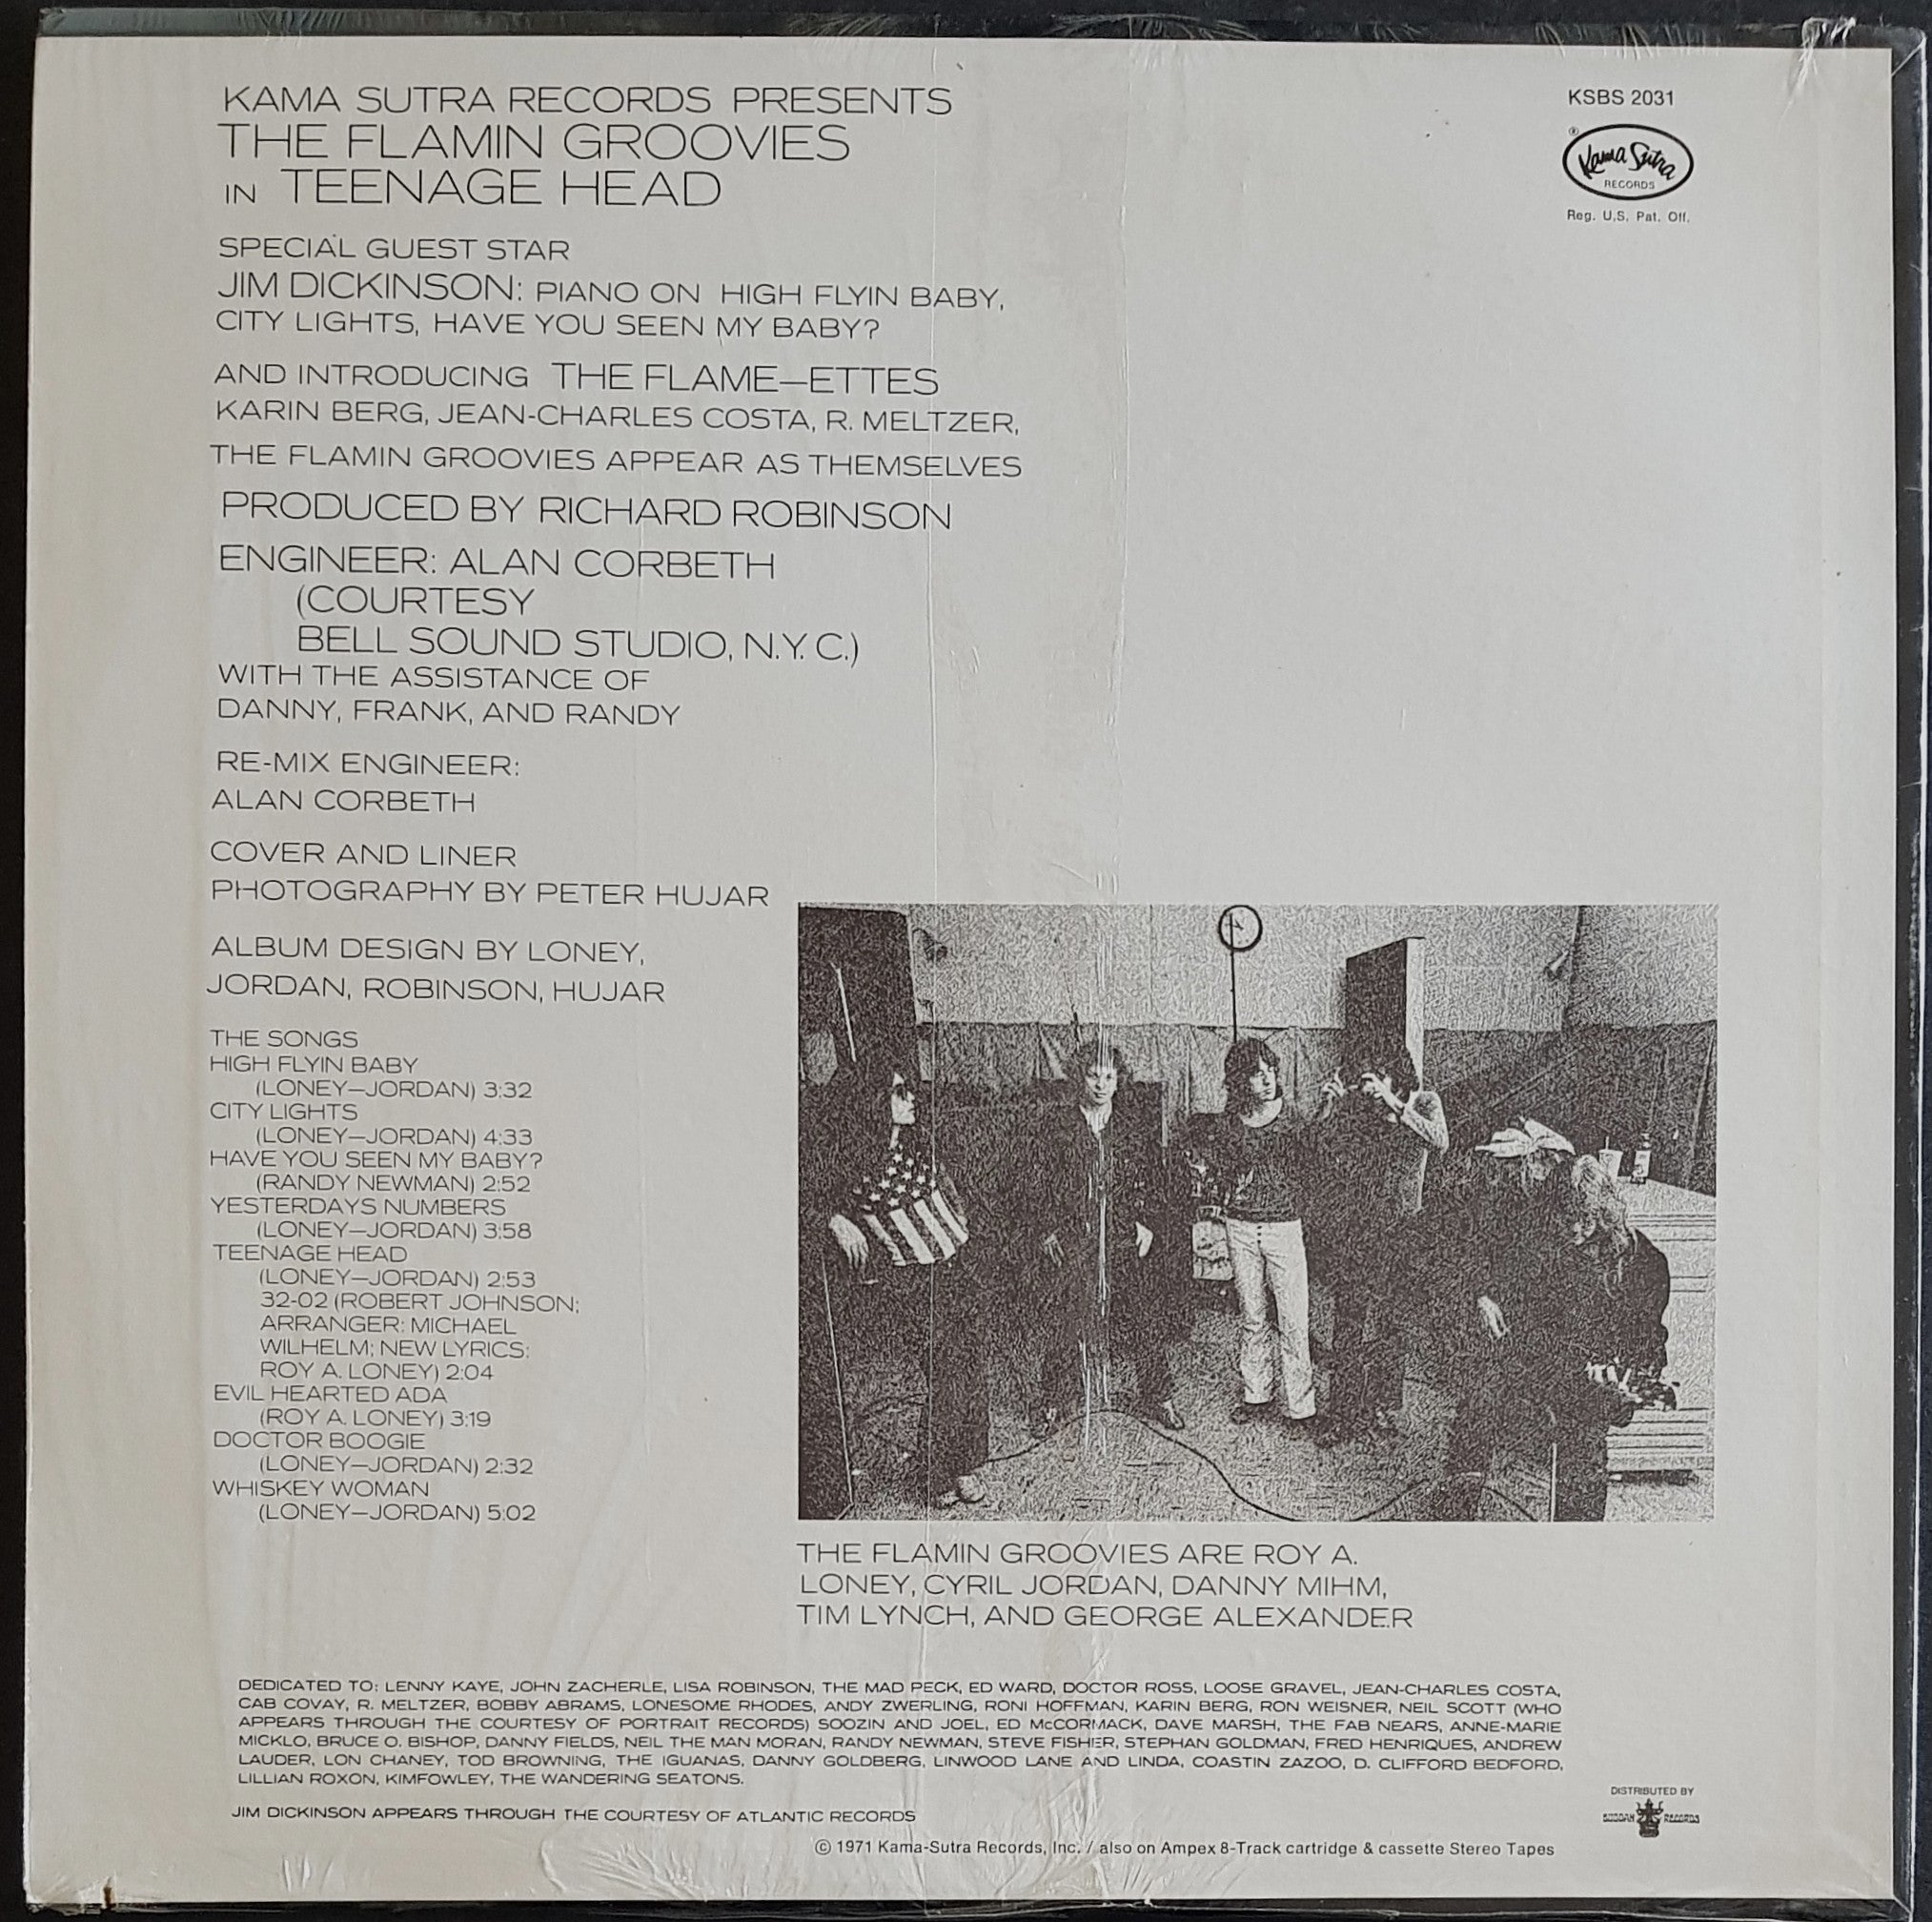 KAMA SUTRA RECORDS PRESENTS
THE FLAMIN GROOVIES
IN TEENAGE HEAD
KSBS 2031
®
Kama Sutra
RECORDS
Reg. U.S. Pat. Off.
SPECIAL GUEST STAR
JIM DICKINSON: PIANO ON HIGH FLYIN BABY,
CITY LIGHTS, HAVE YOU SEEN MY BABY?
AND INTRODUCING THE FLAME—ETTES
KARIN BERG, JEAN-CHARLES COSTA, R. MELTZER,
THE FLAMIN GROOVIES APPEAR AS THEMSELVES
PRODUCED BY RICHARD ROBINSON
ENGINEER: ALAN CORBETH
(COURTESY
BELL SOUND STUDIO, N.Y.C.)
WITH THE ASSISTANCE OF
DANNY, FRANK, AND RANDY
RE-MIX ENGINEER:
ALAN CORBETH
COVER AND LINER
PHOTOGRAPHY BY PETER HUJAR
ALBUM DESIGN BY LONEY,
JORDAN, ROBINSON, HUJAR
THE SONGS
HIGH FLYIN BABY
(LONEY—JORDAN) 3:32
CITY LIGHTS
(LONEY—JORDAN) 4:33
HAVE YOU SEEN MY BABY?
(RANDY NEWMAN) 2:52
YESTERDAYS NUMBERS
(LONEY—JORDAN) 3:58
TEENAGE HEAD
(LONEY—JORDAN) 2:53
32-02 (ROBERT JOHNSON;
ARRANGER: MICHAEL
WILHELM; NEW LYRICS:
ROY A. LONEY) 2:04
EVIL HEARTED ADA
(ROY A. LONEY) 3:19
DOCTOR BOOGIE
(LONEY—JORDAN) 2:32
WHISKEY WOMAN
(LONEY—JORDAN) 5:02
THE FLAMIN GROOVIES ARE ROY A.
LONEY, CYRIL JORDAN, DANNY MIHM,
TIM LYNCH, AND GEORGE ALEXANDER
DEDICATED TO: LENNY KAYE, JOHN ZACHERLE, LISA ROBINSON, THE MAD PECK, ED WARD, DOCTOR ROSS, LOOSE GRAVEL, JEAN-CHARLES COSTA,
CAB COVAY, R. MELTZER, BOBBY ABRAMS, LONESOME RHODES, ANDY ZWERLING, RONI HOFFMAN, KARIN BERG, RON WEISNER, NEIL SCOTT (WHO
APPEARS THROUGH THE COURTESY OF PORTRAIT RECORDS) SOOZIN AND JOEL, ED McCORMACK, DAVE MARSH, THE FAB NEARS, ANNE-MARIE
MICKLO, BRUCE O. BISHOP, DANNY FIELDS, NEIL THE MAN MORAN, RANDY NEWMAN, STEVE FISHER, STEPHAN GOLDMAN, FRED HENRIQUES, ANDREW
LAUDER, LON CHANEY, TOD BROWNING, THE IGUANAS, DANNY GOLDBERG, LINWOOD LANE AND LINDA, COASTIN ZAZOO, D. CLIFFORD BEDFORD,
LILLIAN ROXON, KIMFOWLEY, THE WANDERING SEATONS.
JIM DICKINSON APPEARS THROUGH THE COURTESY OF ATLANTIC RECORDS
DISTRIBUTED BY
BUDDAH RECORDS
© 1971 Kama-Sutra Records, Inc. / also on Ampex 8-Track cartridge & cassette Stereo Tapes